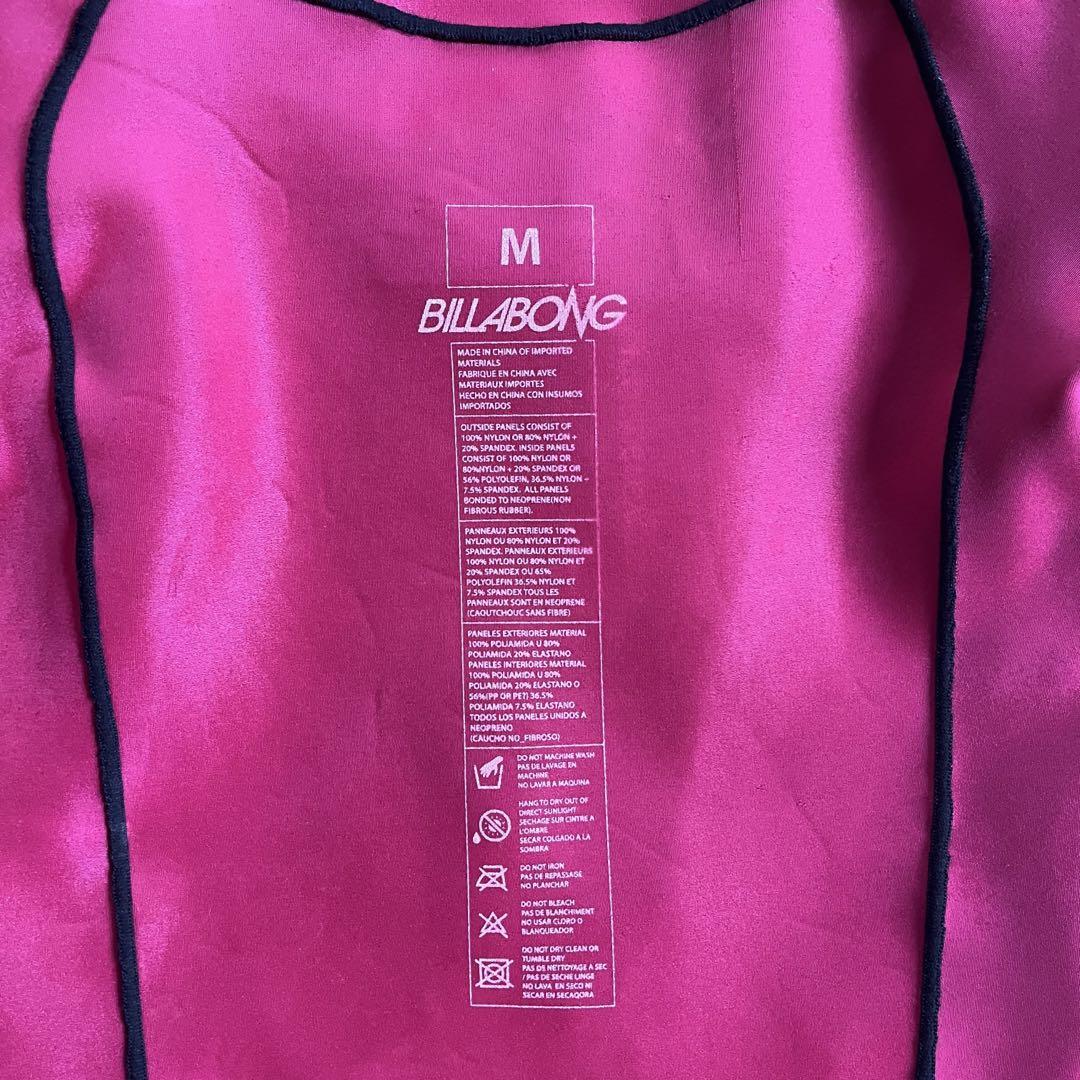 M
BILLABONG
MADE IN CHINA OF IMPORTED
MATERIALS
FABRIQUE EN CHINA AVEC
MATERIAUX IMPORTES
HECHO EN CHINA CON INSUMOS
IMPORTADOS
OUTSIDE PANELS CONSIST OF
100% NYLON OR 80% NYLON +
20% SPANDEX. INSIDE PANELS
CONSIST OF 100% NYLON OR
80%NYLON + 20% SPANDEX OR
56% POLYOLEFIN, 36.5% NYLON –
7.5% SPANDEX. ALL PANELS
BONDED TO NEOPRENE(NON
FIBROUS RUBBER).
PANNEAUX EXTERIEURS 100%
NYLON OU 80% NYLON ET 20%
SPANDEX. PANNEAUX EXTERIEURS
100% NYLON OU 80% NYLON ET
20% SPANDEX OU 65%
POLYOLEFIN 36.5% NYLON ET
7.5% SPANDEX TOUS LES
PANNEAUX SONT EN NEOPRENE
(CAOUTCHOUC SANS FIBRE)
PANELES EXTERIORES MATERIAL
100% POLIAMIDA U 80%
POLIAMIDA 20% ELASTANO
PANELES INTERIORES MATERIAL
100% POLIAMIDA U 80%
POLIAMIDA 20% ELASTANO O
56%(PP OR PE?) 36.5%
POLIAMIDA 7.5% ELASTANO
TODOS LOS PANELES UNIDOS A
NEOPRENO
(CAUCHO NO_FIBROSO)
DO NOT MACHINE WASH
PAS DE LAVAGE EN
MACHINE
NO LAVAR A MAQUINA
HANG TO DRY OUT OF
DIRECT SUNLIGHT
SECHAGE SUR CINTRE A
L'OMBRE
SECAR COLGADO A LA
SOMBRA
DO NOT IRON
PAS DE REPASSAGE
NO PLANCHAR
DO NOT BLEACH
PAS DE BLANCHIMENT
NO USAR CLORO O
BLANQUEADOR
DO NOT DRY CLEAN OR
TUMBLE DRY
PAS DE NETTOYAGE A SEC
/ PAS DE SECHE LINGE
NO LAVA EN SECO NI
SECAR EN SECAQORA